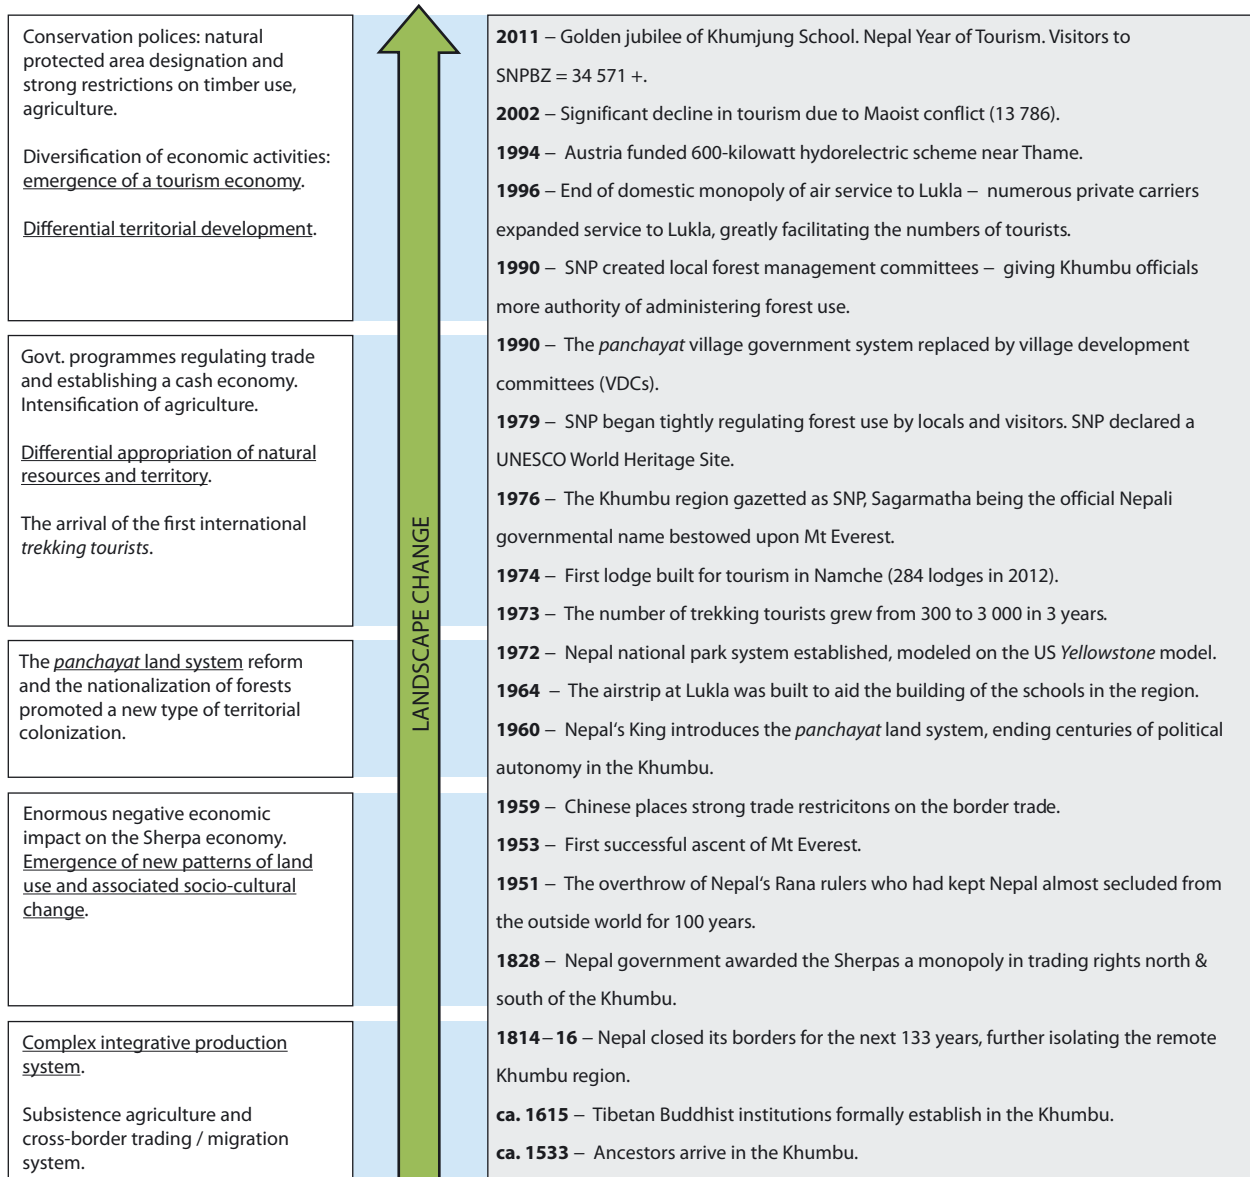 Conservation polices: natural
protected area designation and
strong restrictions on timber use,
agriculture.
Diversification of economic activities:
emergence of a tourism economy.
Differential territorial development.
Govt. programmes regulating trade
and establishing a cash economy.
Intensification of agriculture.
Differential appropriation of natural
resources and territory.
The arrival of the first international
trekking tourists.
The panchayat land system reform
and the nationalization of forests
promoted a new type of territorial
colonization.
Enormous negative economic
impact on the Sherpa economy.
Emergence of new patterns of land
use and associated socio-cultural
change.
Complex integrative production
system.
Subsistence agriculture and
cross-border trading / migration
system.
LANDSCAPE CHANGE
2011 – Golden jubilee of Khumjung School. Nepal Year of Tourism. Visitors to
SNPBZ = 34 571 +.
2002 – Significant decline in tourism due to Maoist conflict (13 786).
1994 – Austria funded 600-kilowatt hydorelectric scheme near Thame.
1996 – End of domestic monopoly of air service to Lukla – numerous private carriers
expanded service to Lukla, greatly facilitating the numbers of tourists.
1990 – SNP created local forest management committees – giving Khumbu officials
more authority of administering forest use.
1990 – The panchayat village government system replaced by village development
committees (VDCs).
1979 – SNP began tightly regulating forest use by locals and visitors. SNP declared a
UNESCO World Heritage Site.
1976 – The Khumbu region gazetted as SNP, Sagarmatha being the official Nepali
governmental name bestowed upon Mt Everest.
1974 – First lodge built for tourism in Namche (284 lodges in 2012).
1973 – The number of trekking tourists grew from 300 to 3 000 in 3 years.
1972 – Nepal national park system established, modeled on the US Yellowstone model.
1964 – The airstrip at Lukla was built to aid the building of the schools in the region.
1960 – Nepal's King introduces the panchayat land system, ending centuries of political
autonomy in the Khumbu.
1959 – Chinese places strong trade restricitons on the border trade.
1953 – First successful ascent of Mt Everest.
1951 – The overthrow of Nepal's Rana rulers who had kept Nepal almost secluded from
the outside world for 100 years.
1828 – Nepal government awarded the Sherpas a monopoly in trading rights north &
south of the Khumbu.
1814–16 – Nepal closed its borders for the next 133 years, further isolating the remote
Khumbu region.
ca. 1615 – Tibetan Buddhist institutions formally establish in the Khumbu.
ca. 1533 – Ancestors arrive in the Khumbu.